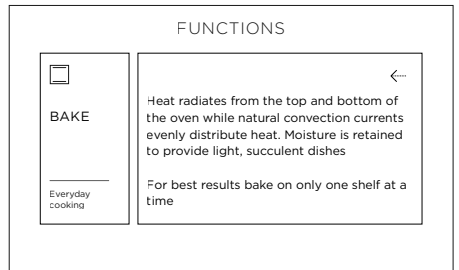 FUNCTIONS
BAKE
Everyday
cooking
Heat radiates from the top and bottom of
the oven while natural convection currents
evenly distribute heat. Moisture is retained
to provide light, succulent dishes
For best results bake on only one shelf at a
time